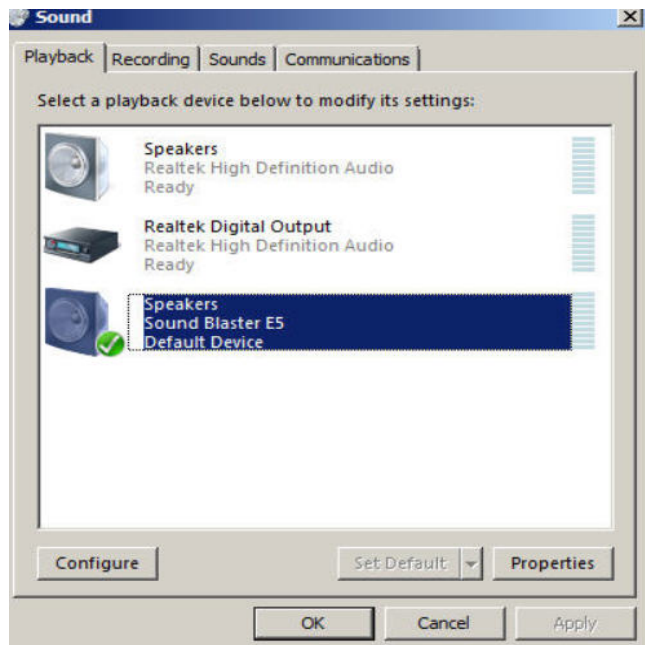 Sound
Playback Recording Sounds Communications
Select a playback device below to modify its settings:
Speakers
Realtek High Definition Audio
Ready
Realtek Digital Output
Realtek High Definition Audio
Ready
Speakers
Sound Blaster E5
Default Device
Configure Set Default Properties
OK Cancel Apply